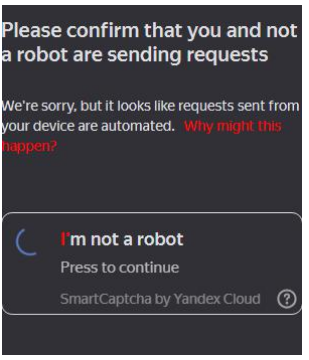 Please confirm that you and not
a robot are sending requests
We're sorry, but it looks like requests sent from
your device are automated. Why might this
happen?
I'm not a robot
Press to continue
SmartCaptcha by Yandex Cloud ?